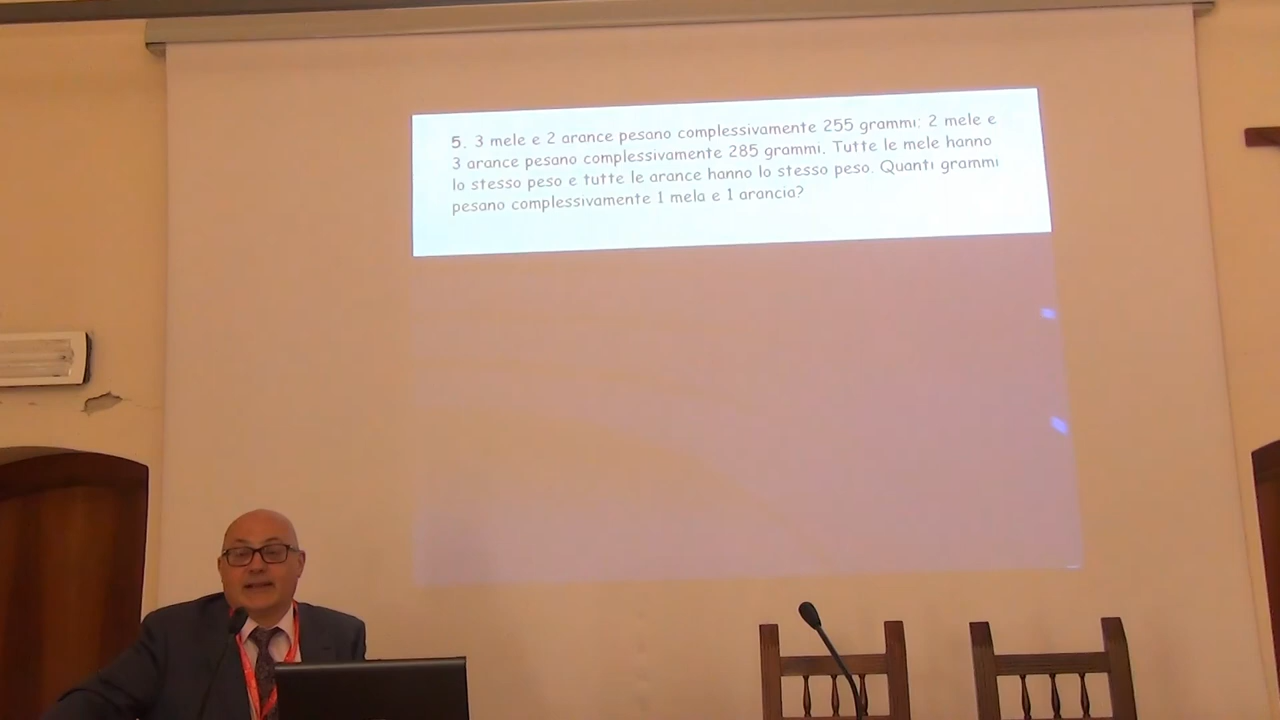 5. 3 mele e 2 arance pesano complessivamente 255 grammi; 2 mele e
3 arance pesano complessivamente 285 grammi. Tutte le mele hanno
lo stesso peso e tutte le arance hanno lo stesso peso. Quanti grammi
pesano complessivamente 1 mela e 1 arancia?